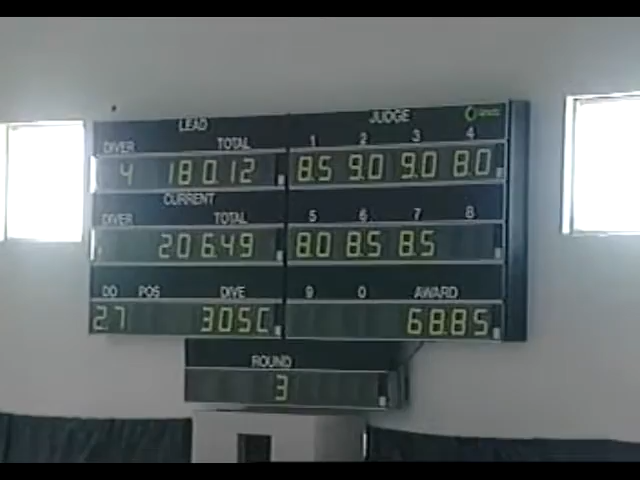 LEAD JUDGE
DIVER TOTAL 1 2 3 4
4 180.12 8.5 9.0 9.0 8.0
CURRENT
DIVER TOTAL 5 6 7 8
206.49 8.0 8.5 8.5
DD POS DIVE 9 0 AWARD
2.7 305C 68.85
ROUND
3